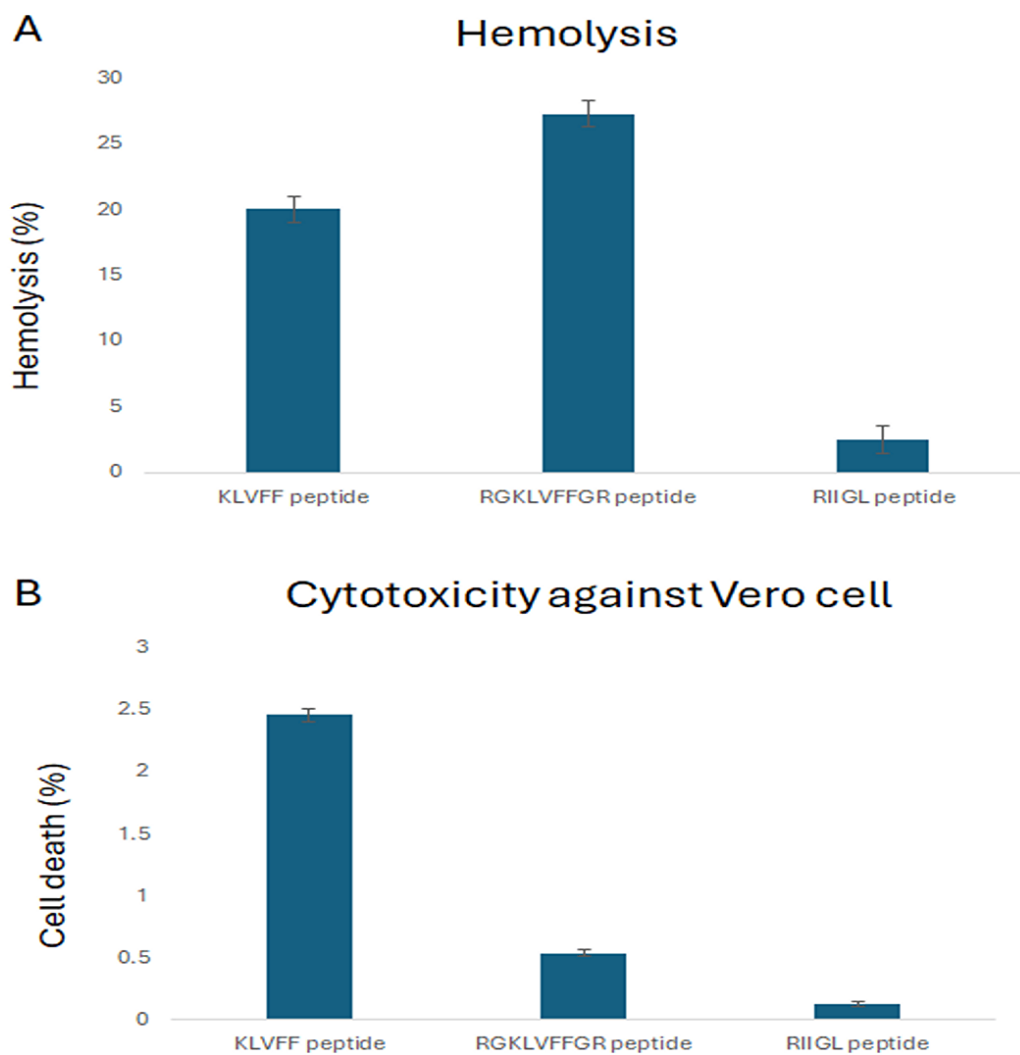 A
Hemolysis
Hemolysis (%)
30
25
20
15
10
5
0
KLVFF peptide
RGKLVFFGR peptide
RIIGL peptide
B
Cytotoxicity against Vero cell
Cell death (%)
3
2.5
2
1.5
1
0.5
0
KLVFF peptide
RGKLVFFGR peptide
RIIGL peptide